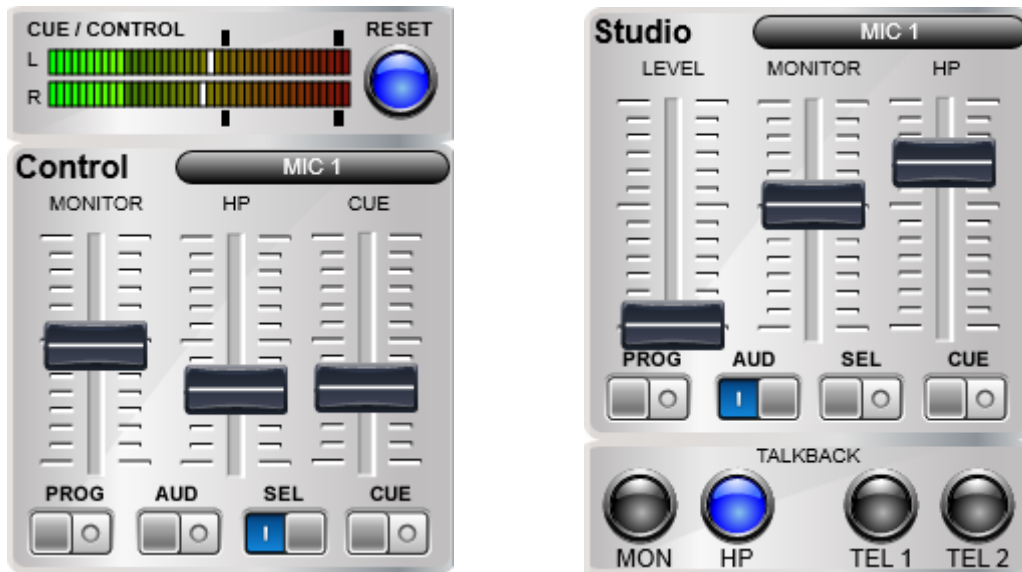 CUE / CONTROL
RESET
L
R
Control
MIC 1
MONITOR
HP
CUE
PROG
AUD
SEL
CUE
Studio
MIC 1
LEVEL
MONITOR
HP
PROG
AUD
SEL
CUE
TALKBACK
MON
HP
TEL 1
TEL 2